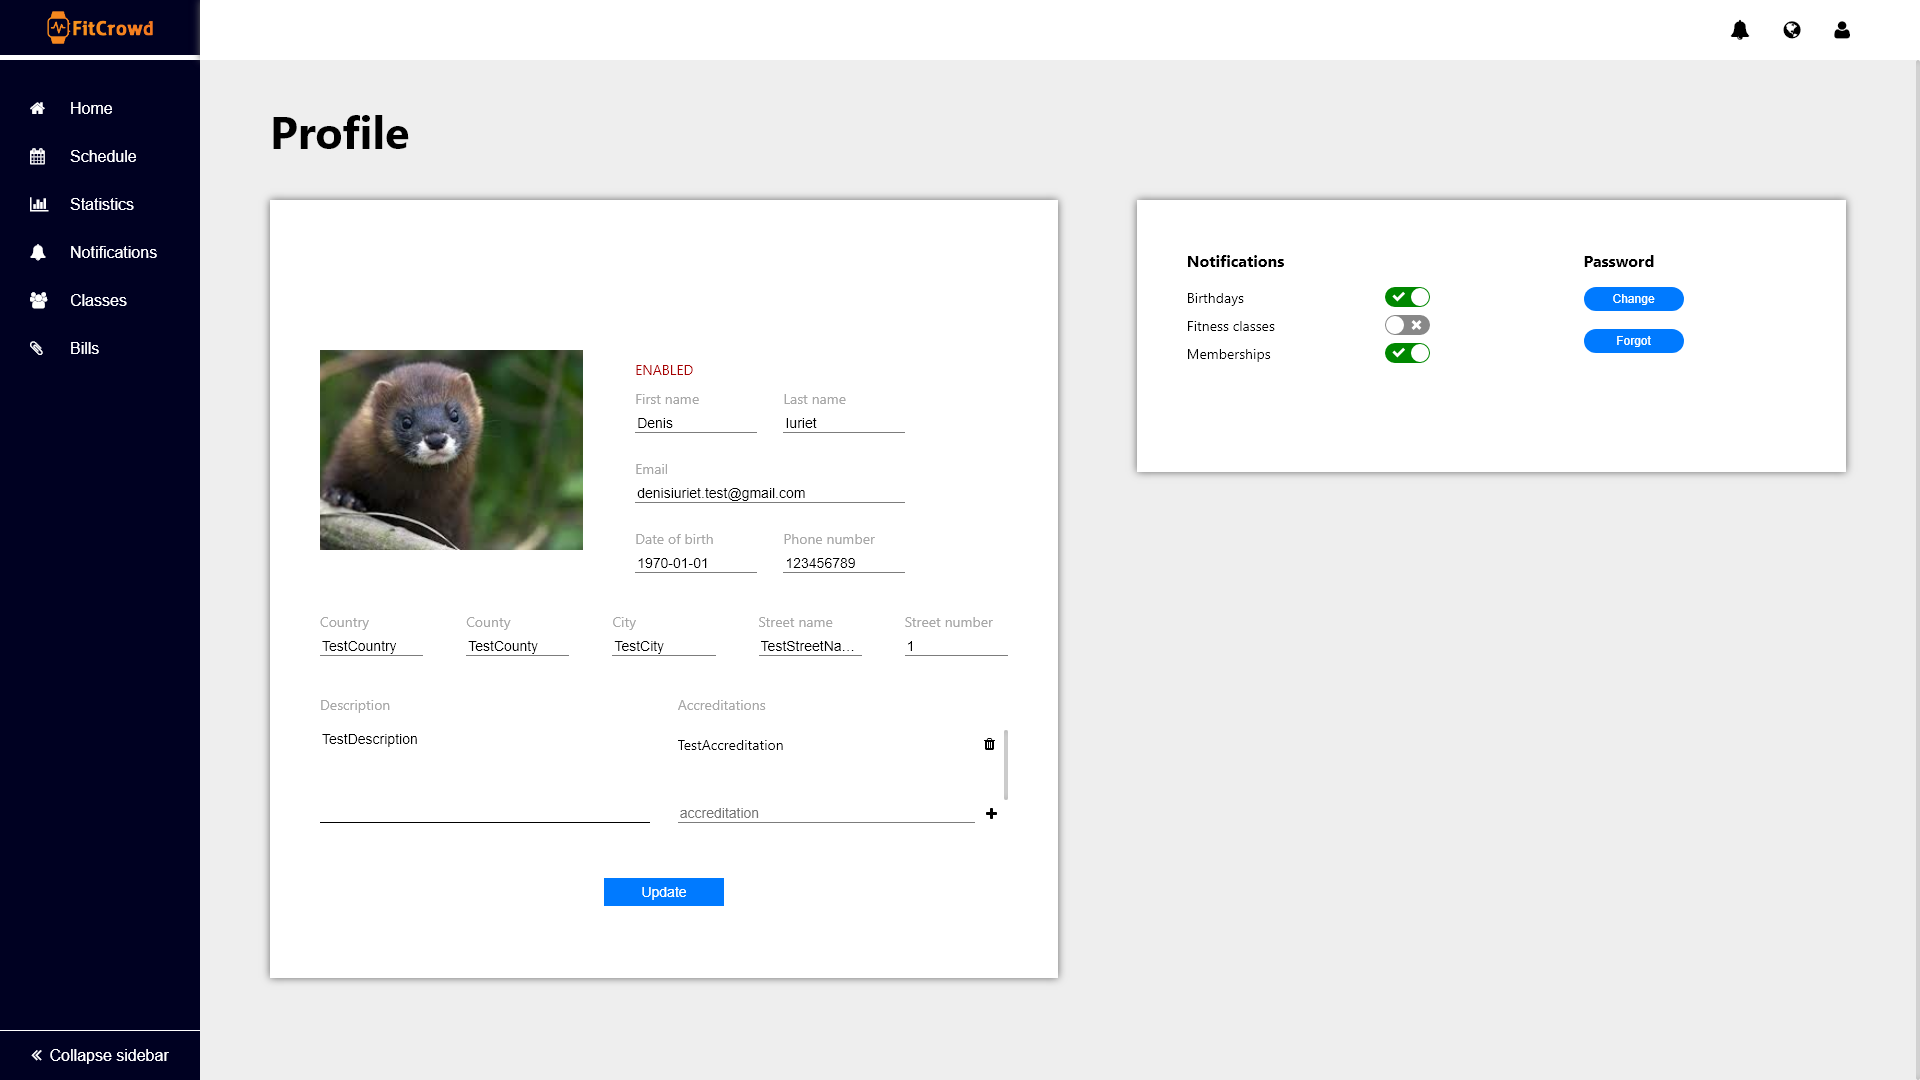 FitCrowd
Home
Schedule
Statistics
Notifications
Classes
Bills
Collapse sidebar
Profile
ENABLED
First name
Last name
Denis
Iuriet
Email
denisiuriet.test@gmail.com
Date of birth
Phone number
1970-01-01
123456789
Country
County
City
Street name
Street number
TestCountry
TestCounty
TestCity
TestStreetNa...
1
Description
Accreditations
TestDescription
TestAccreditation
accreditation
Update
Notifications
Birthdays
Fitness classes
Memberships
Password
Change
Forgot